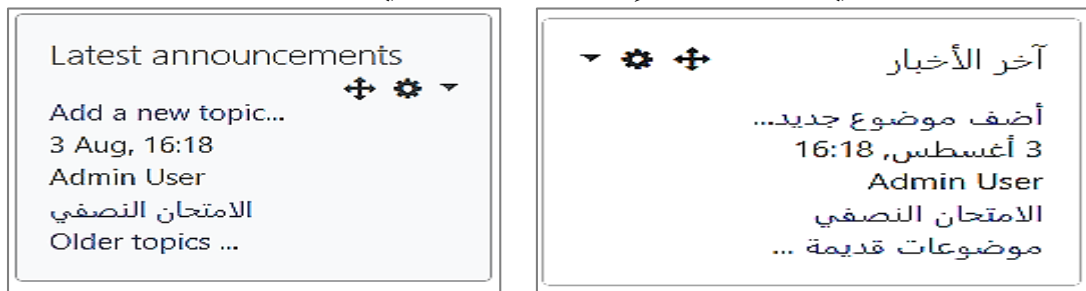 Latest announcements
Add a new topic...
3 Aug, 16:18
Admin User
الامتحان النصفي
Older topics ...
آخر الأخبار
أضف موضوع جديد...
3 أغسطس, 16:18
Admin User
الامتحان النصفي
موضوعات قديمة ...